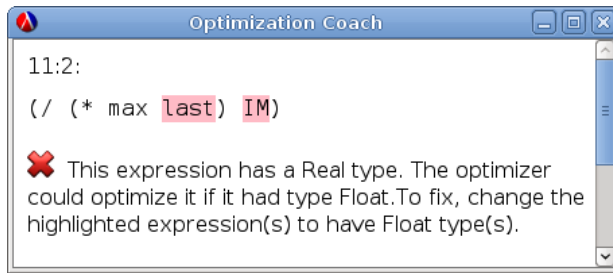 Optimization Coach
11:2:
(/ (* max last) IM)
This expression has a Real type. The optimizer
could optimize it if it had type Float.To fix, change the
highlighted expression(s) to have Float type(s).